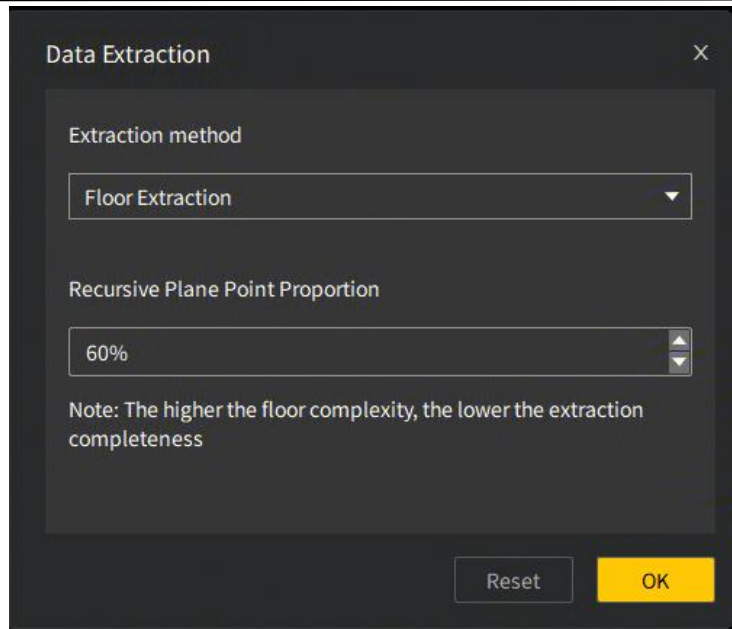 Data Extraction X
Extraction method
Floor Extraction
Recursive Plane Point Proportion
60%
Note: The higher the floor complexity, the lower the extraction
completeness
Reset OK